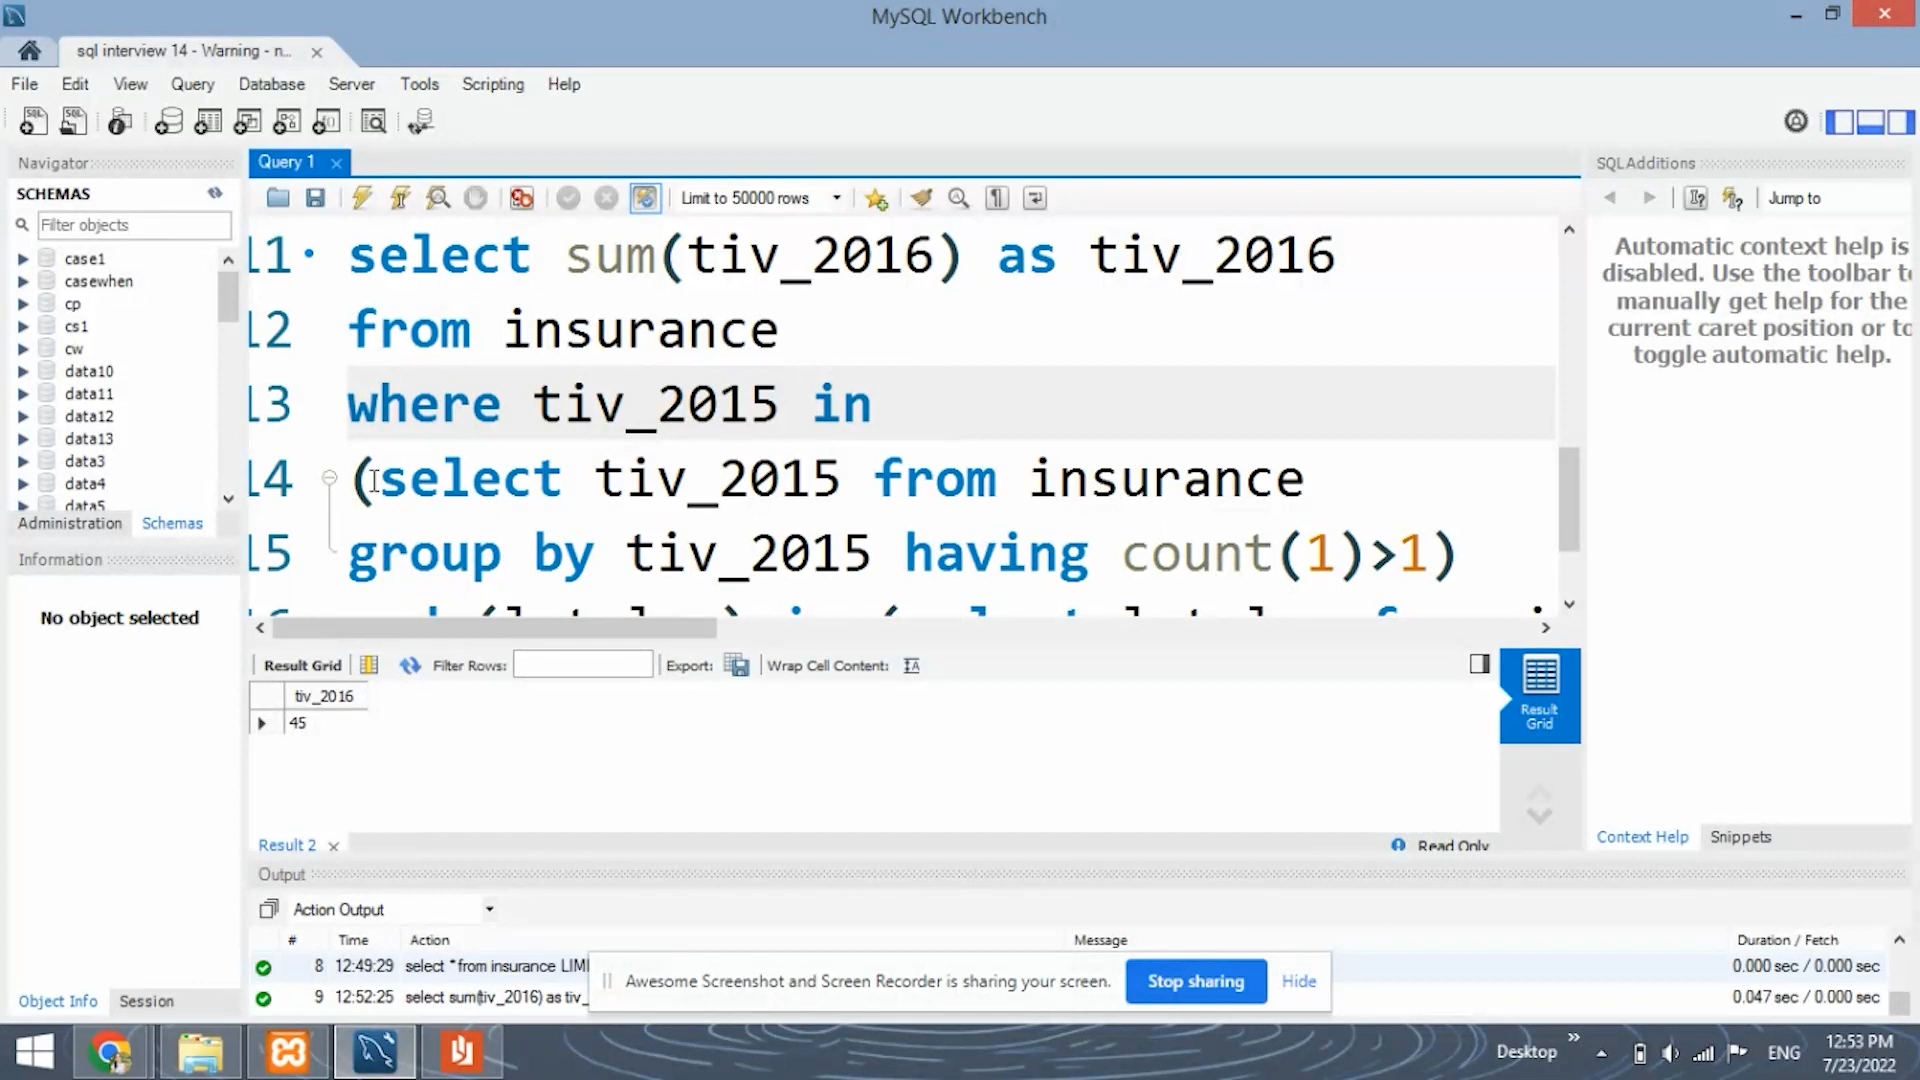 MySQL Workbench
sql interview 14 - Warning - n...
File Edit View Query Database Server Tools Scripting Help
Navigator
SCHEMAS
Filter objects
case1
casewhen
cp
cs1
cw
data10
data11
data12
data13
data3
data4
data5
Administration Schemas
Information
No object selected
Object Info Session
Query 1
Limit to 50000 rows
11 select sum(tiv_2016) as tiv_2016
12 from insurance
13 where tiv_2015 in
14 (select tiv_2015 from insurance
15 group by tiv_2015 having count(1)>1)
Result Grid Filter Rows: Export: Wrap Cell Content:
tiv_2016
45
Result Grid
Result 2
Read Only
Output
Action Output
# Time Action Message Duration / Fetch
8 12:49:29 select * from insurance LIMI 0.000 sec / 0.000 sec
9 12:52:25 select sum(tiv_2016) as tiv_ 0.047 sec / 0.000 sec
Awesome Screenshot and Screen Recorder is sharing your screen. Stop sharing Hide
SQLAdditions
Jump to
Automatic context help is
disabled. Use the toolbar to
manually get help for the
current caret position or to
toggle automatic help.
Context Help Snippets
Desktop
ENG
12:53 PM
7/23/2022